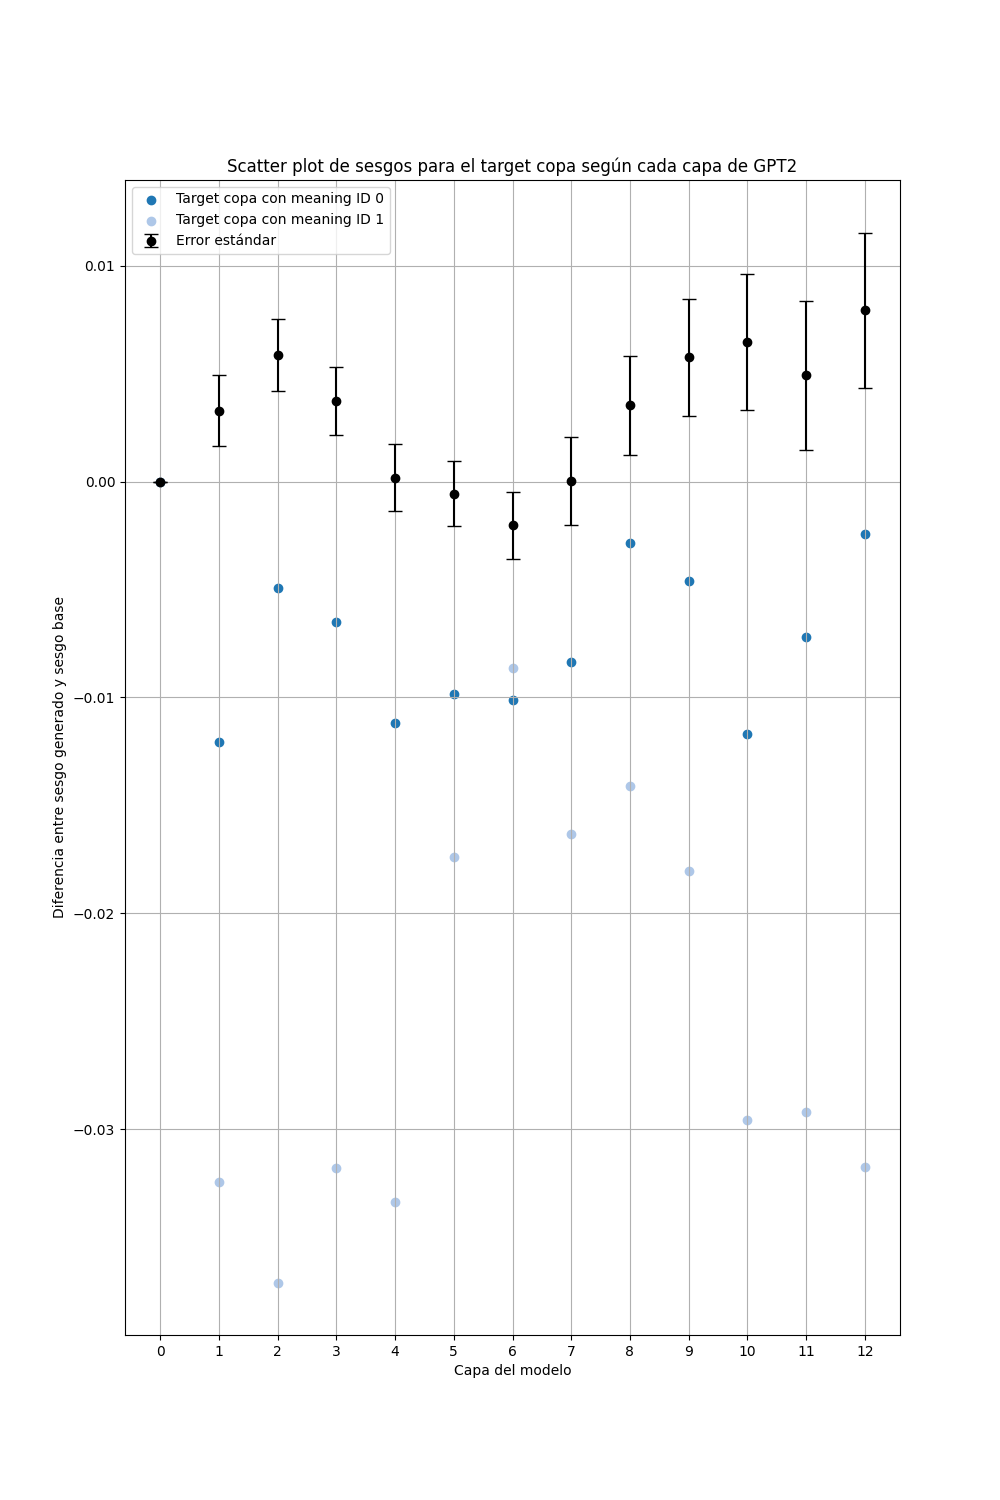 Scatter plot de sesgos para el target copa según cada capa de GPT2
Target copa con meaning ID 0
Target copa con meaning ID 1
Error estándar
0.01
0.00
−0.01
−0.02
−0.03
Diferencia entre sesgo generado y sesgo base
0 1 2 3 4 5 6 7 8 9 10 11 12
Capa del modelo